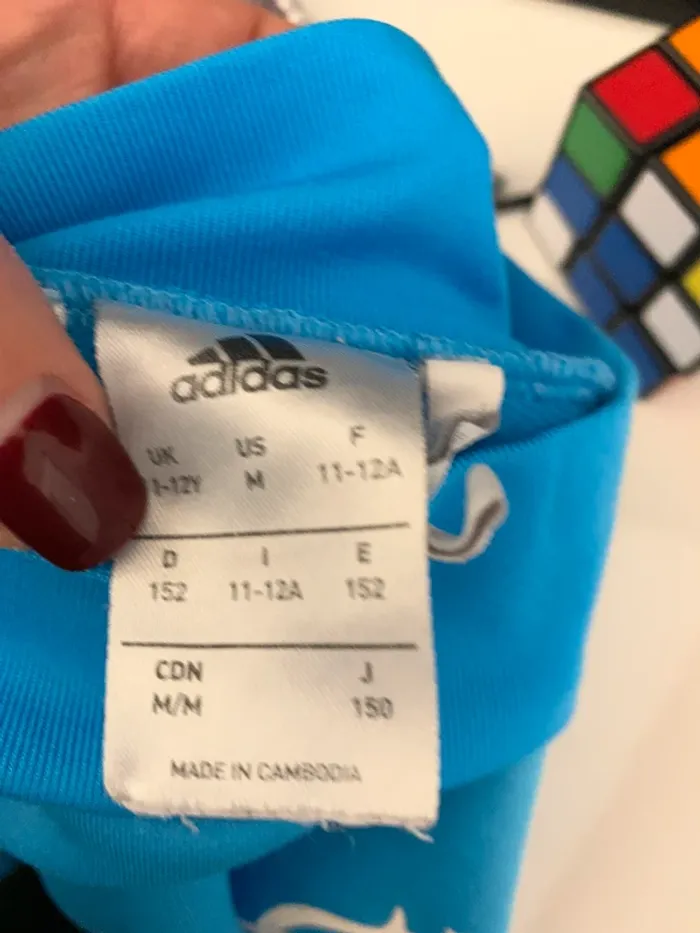 adidas
UK US F
1-12Y M 11-12A
D I E
152 11-12A 152
CDN J
M/M 150
MADE IN CAMBODIA